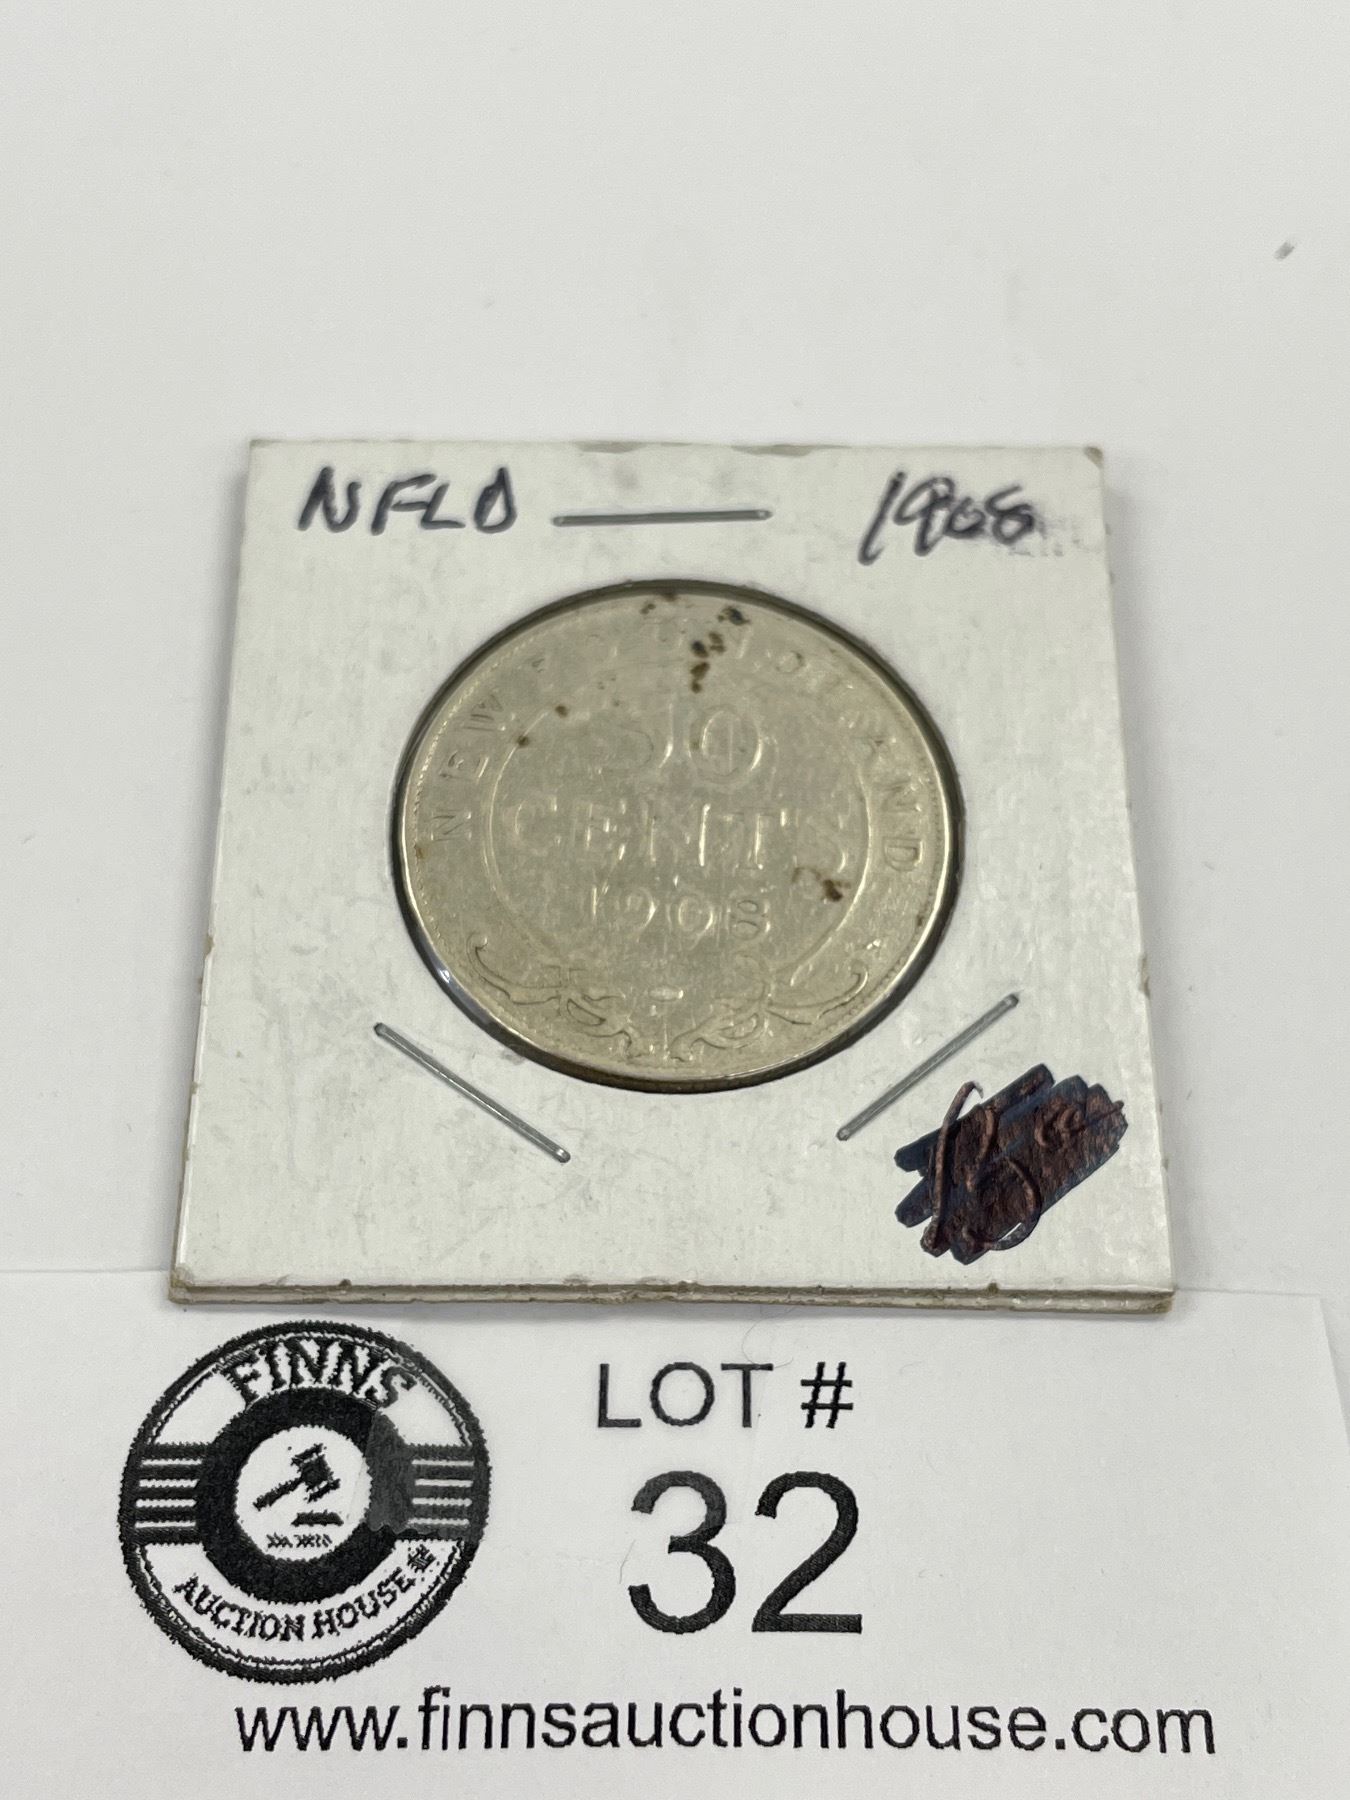 NFLD 1908
NEWFOUNDLAND
50
CENTS
1908
FINNS
AUCTION HOUSE
LOT #
32
www.finnsauctionhouse.com